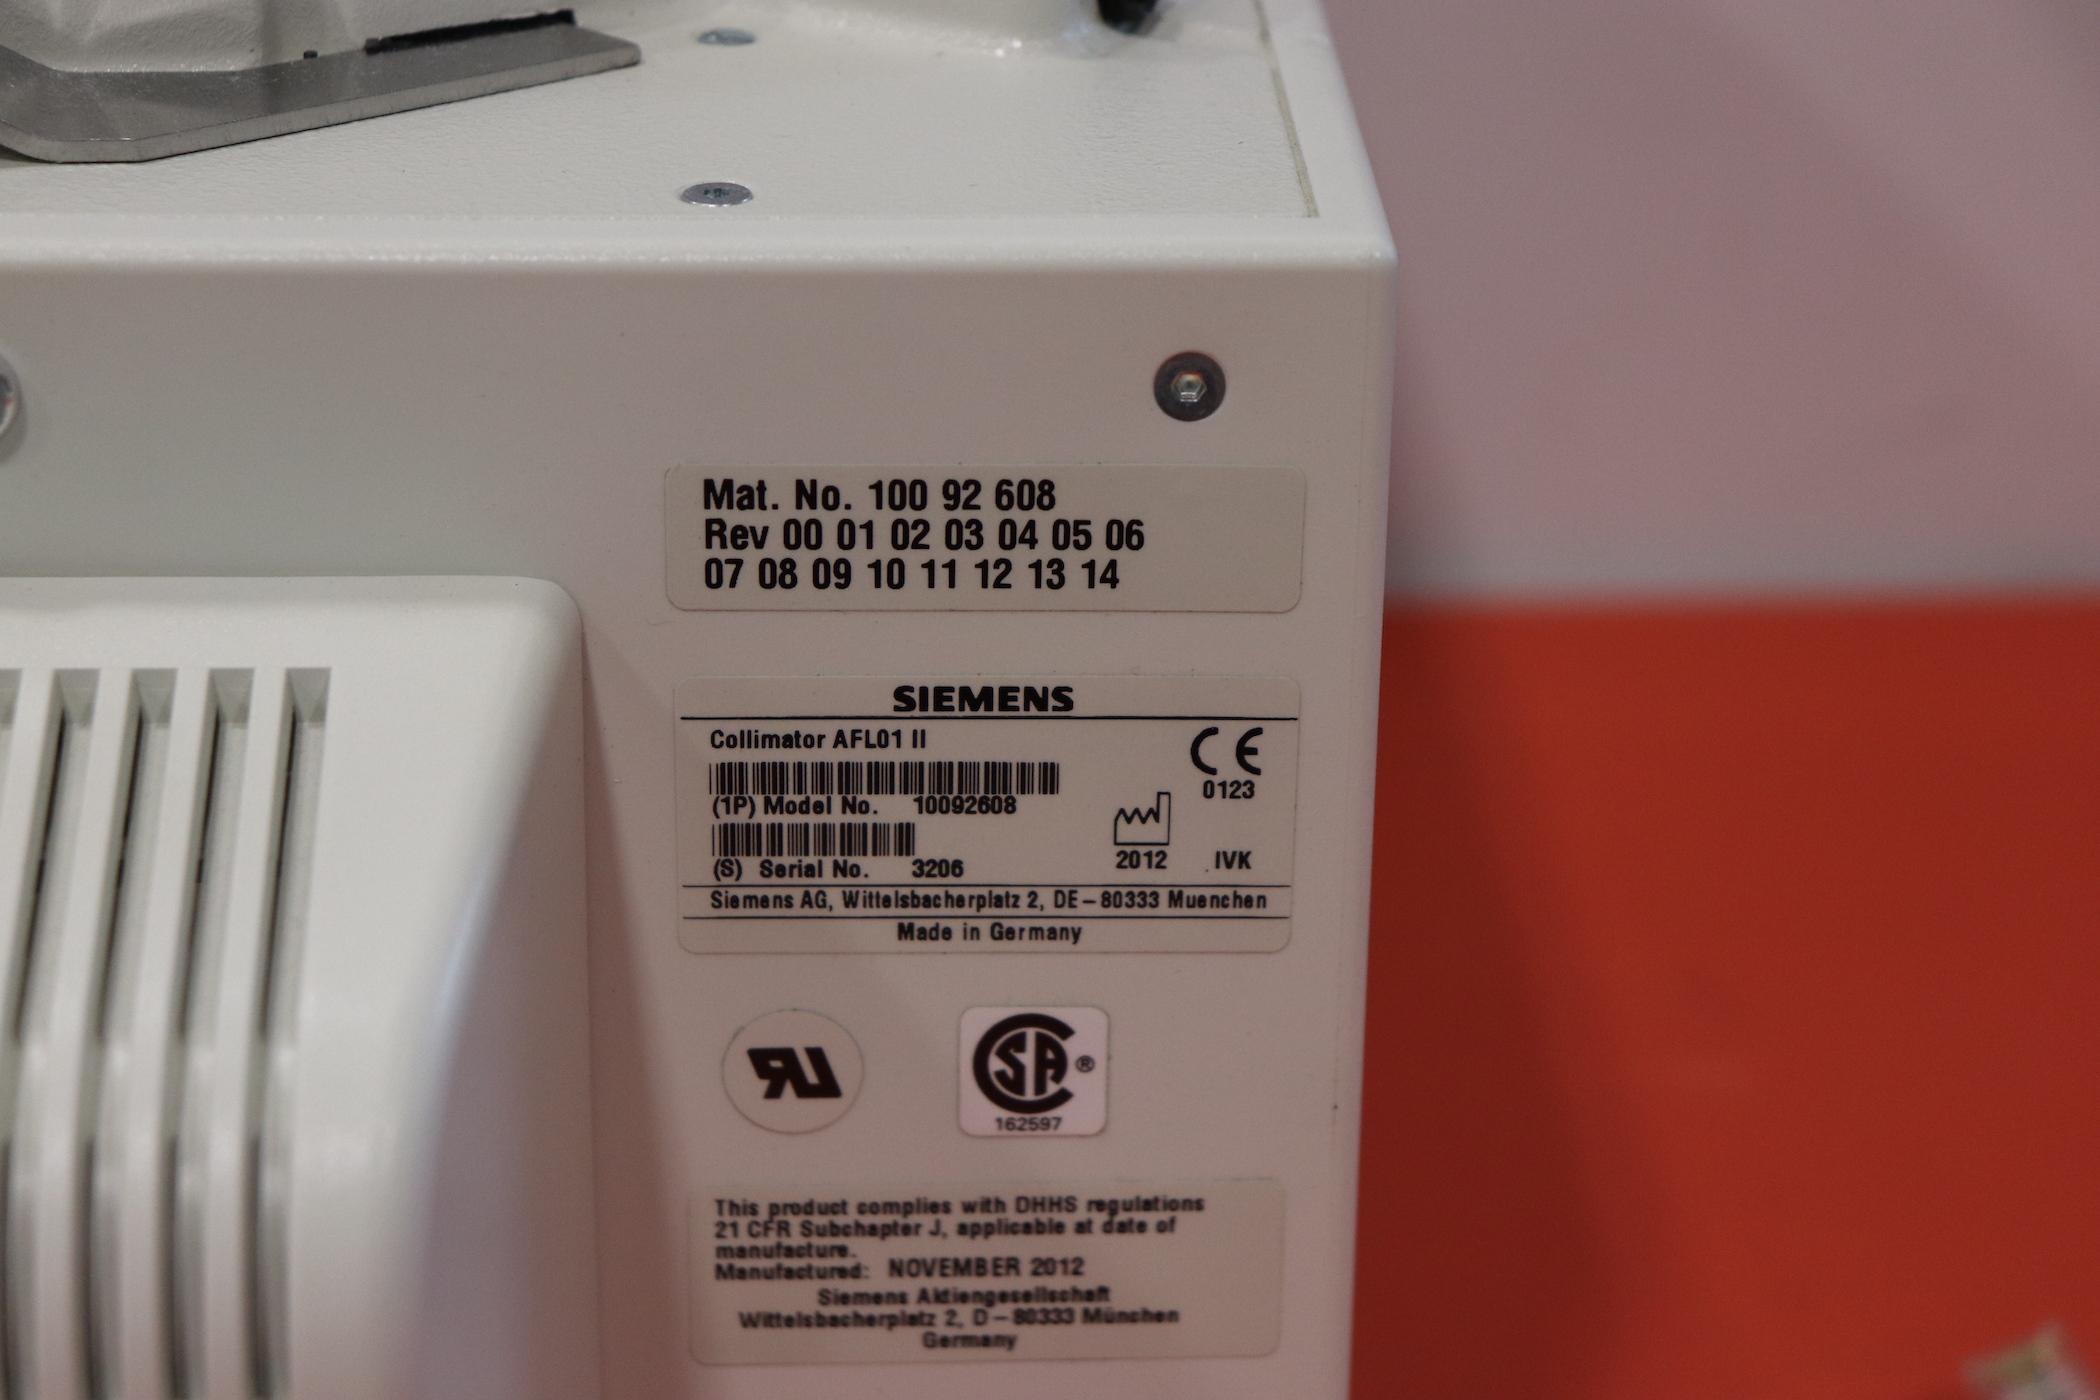 Mat. No. 100 92 608
Rev 00 01 02 03 04 05 06
07 08 09 10 11 12 13 14
SIEMENS
Collimator AFL01 II
CE
0123
(1P) Model No. 10092608
(S) Serial No. 3206
2012 IVK
Siemens AG, Wittelsbacherplatz 2, DE-80333 Muenchen
Made in Germany
RU
CSA®
162597
This product complies with DHHS regulations
21 CFR Subchapter J, applicable at date of
manufacture.
Manufactured: NOVEMBER 2012
Siemens Aktiengesellschaft
Wittelsbacherplatz 2, D-80333 München
Germany